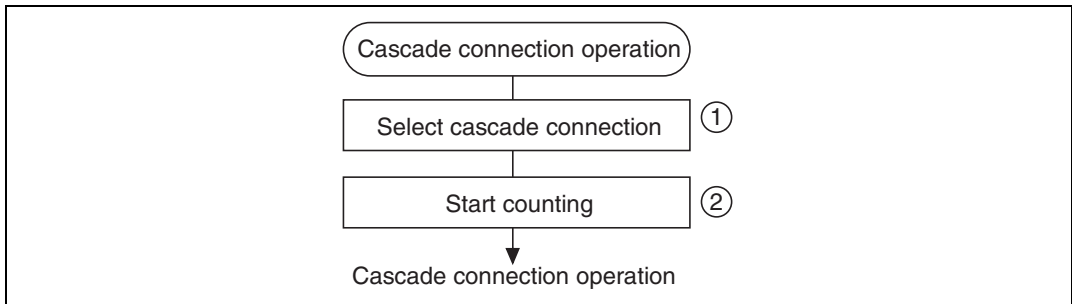 Cascade connection operation
Select cascade connection ①
Start counting ②
Cascade connection operation